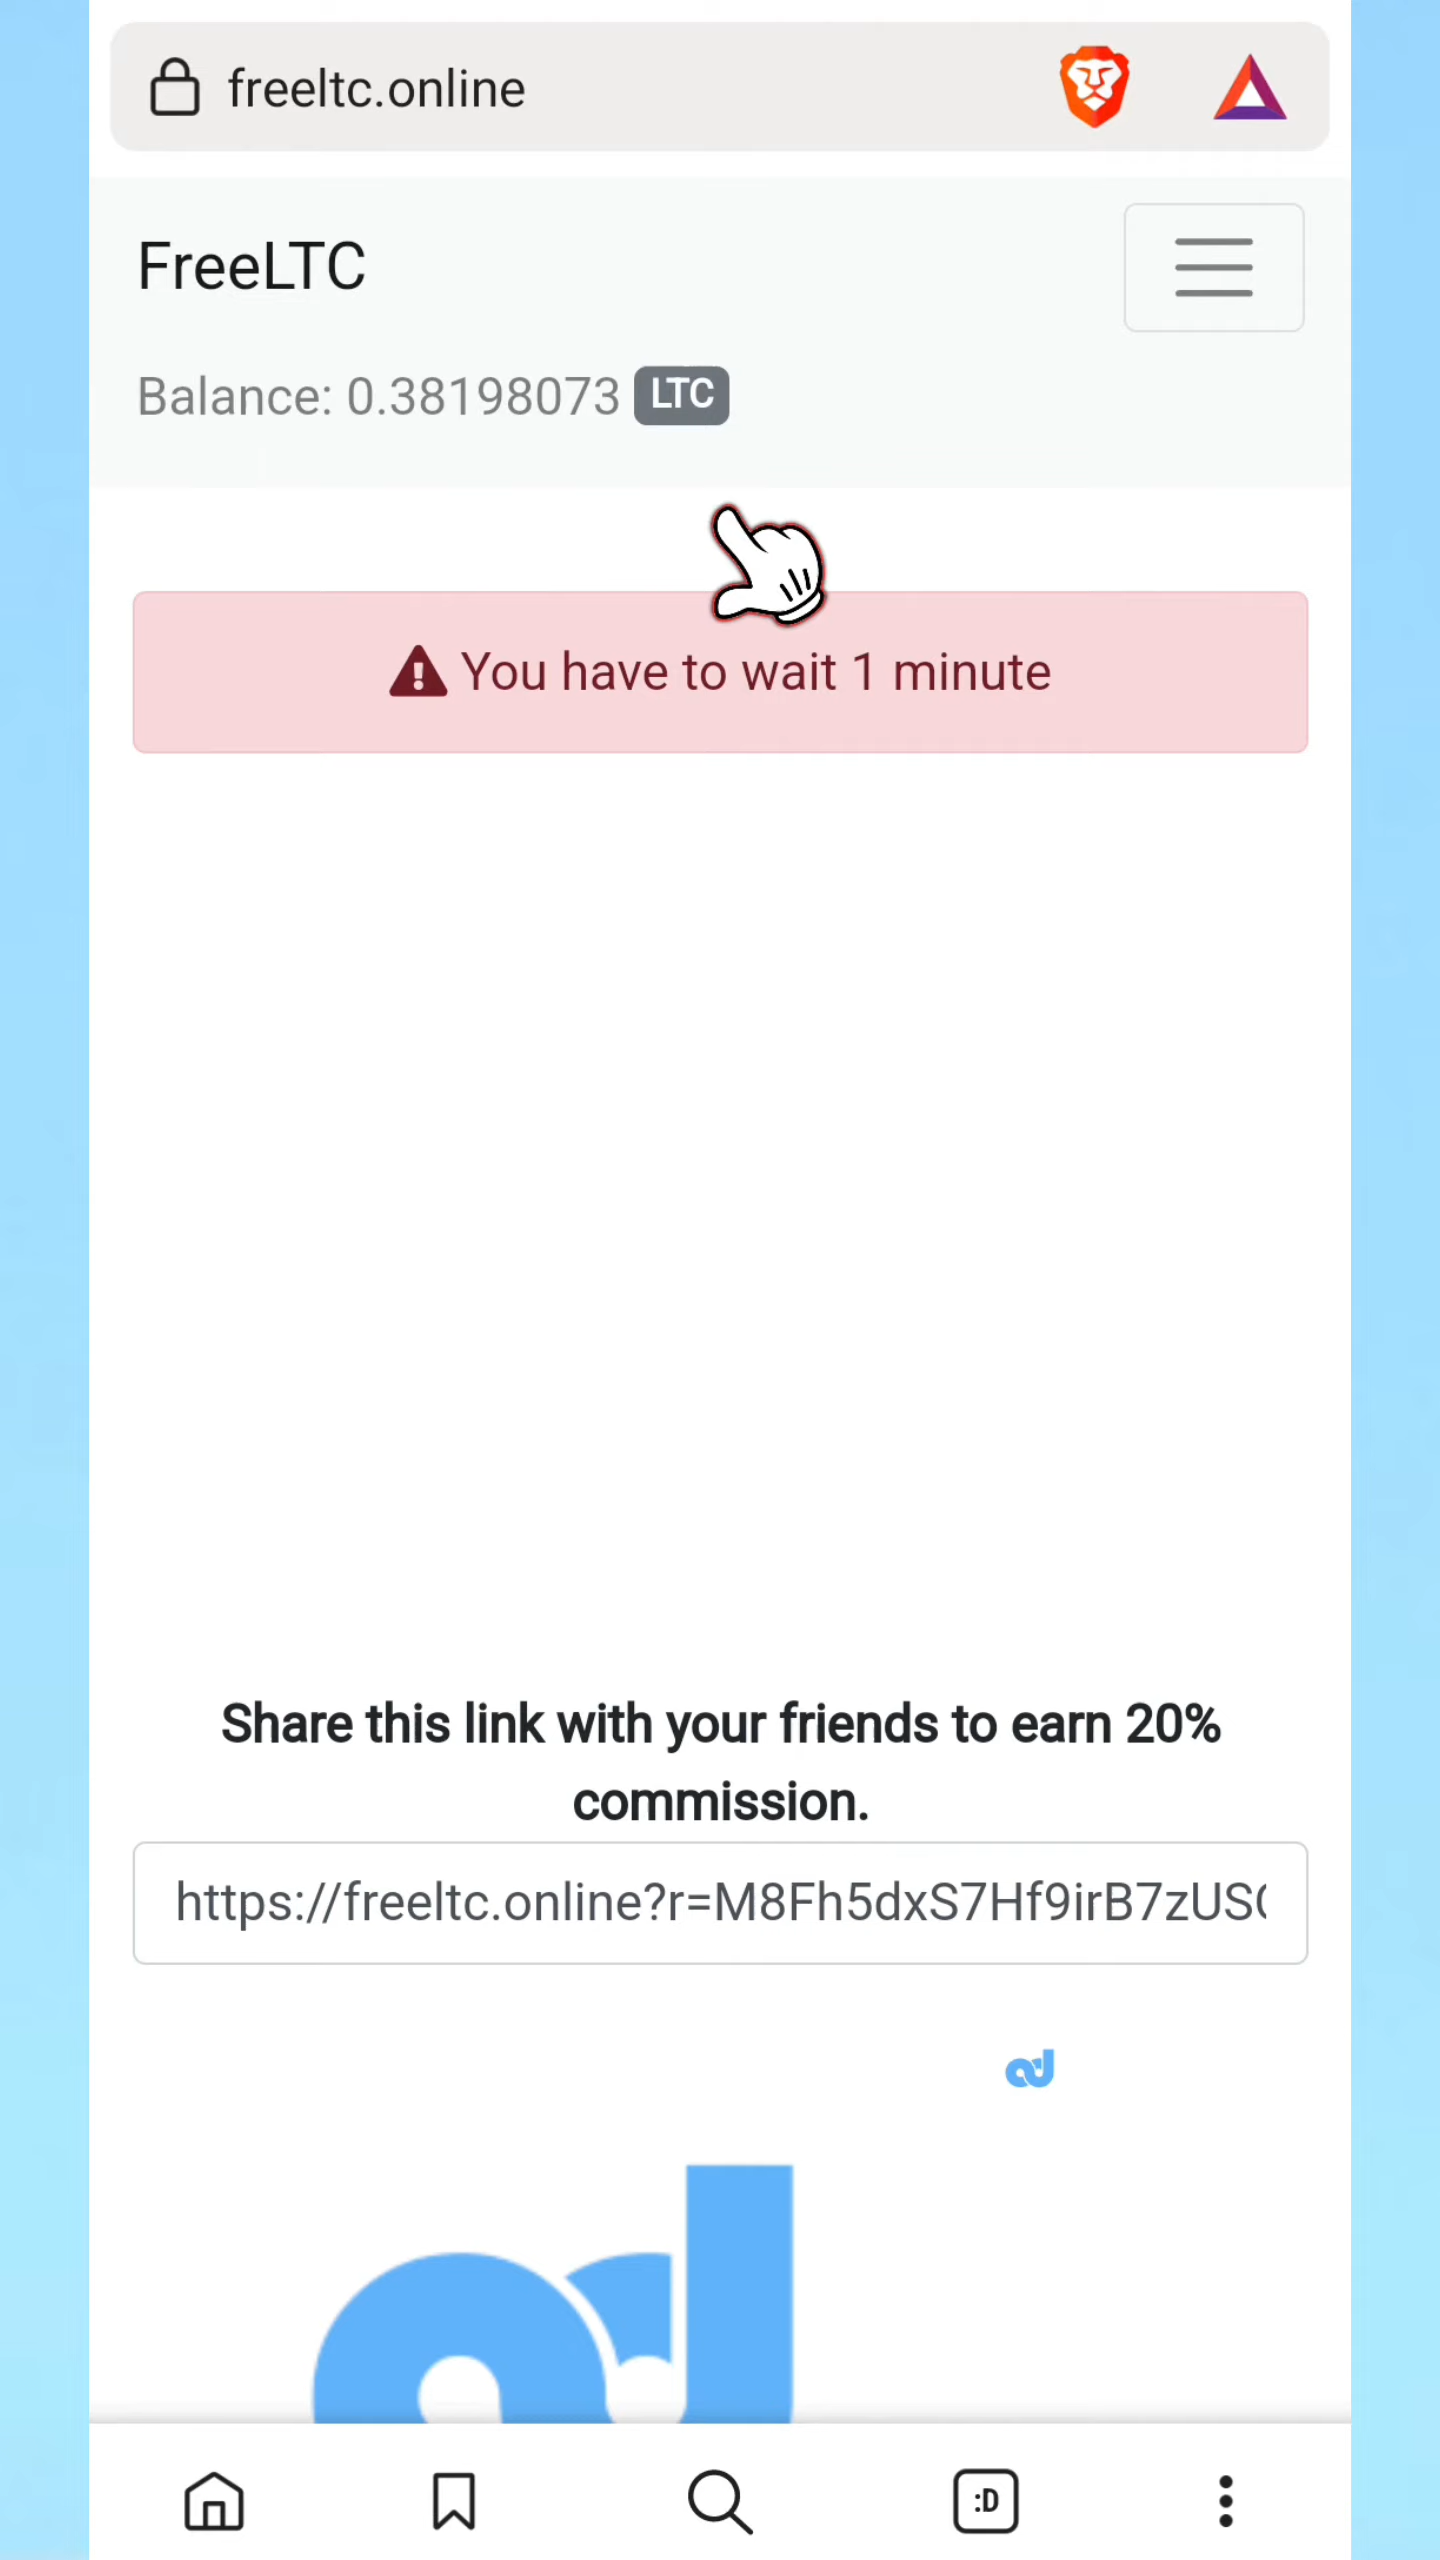 freeltc.online
FreeLTC
Balance: 0.38198073 LTC
You have to wait 1 minute
Share this link with your friends to earn 20%
commission.
https://freeltc.online?r=M8Fh5dxS7Hf9irB7zUS
:D